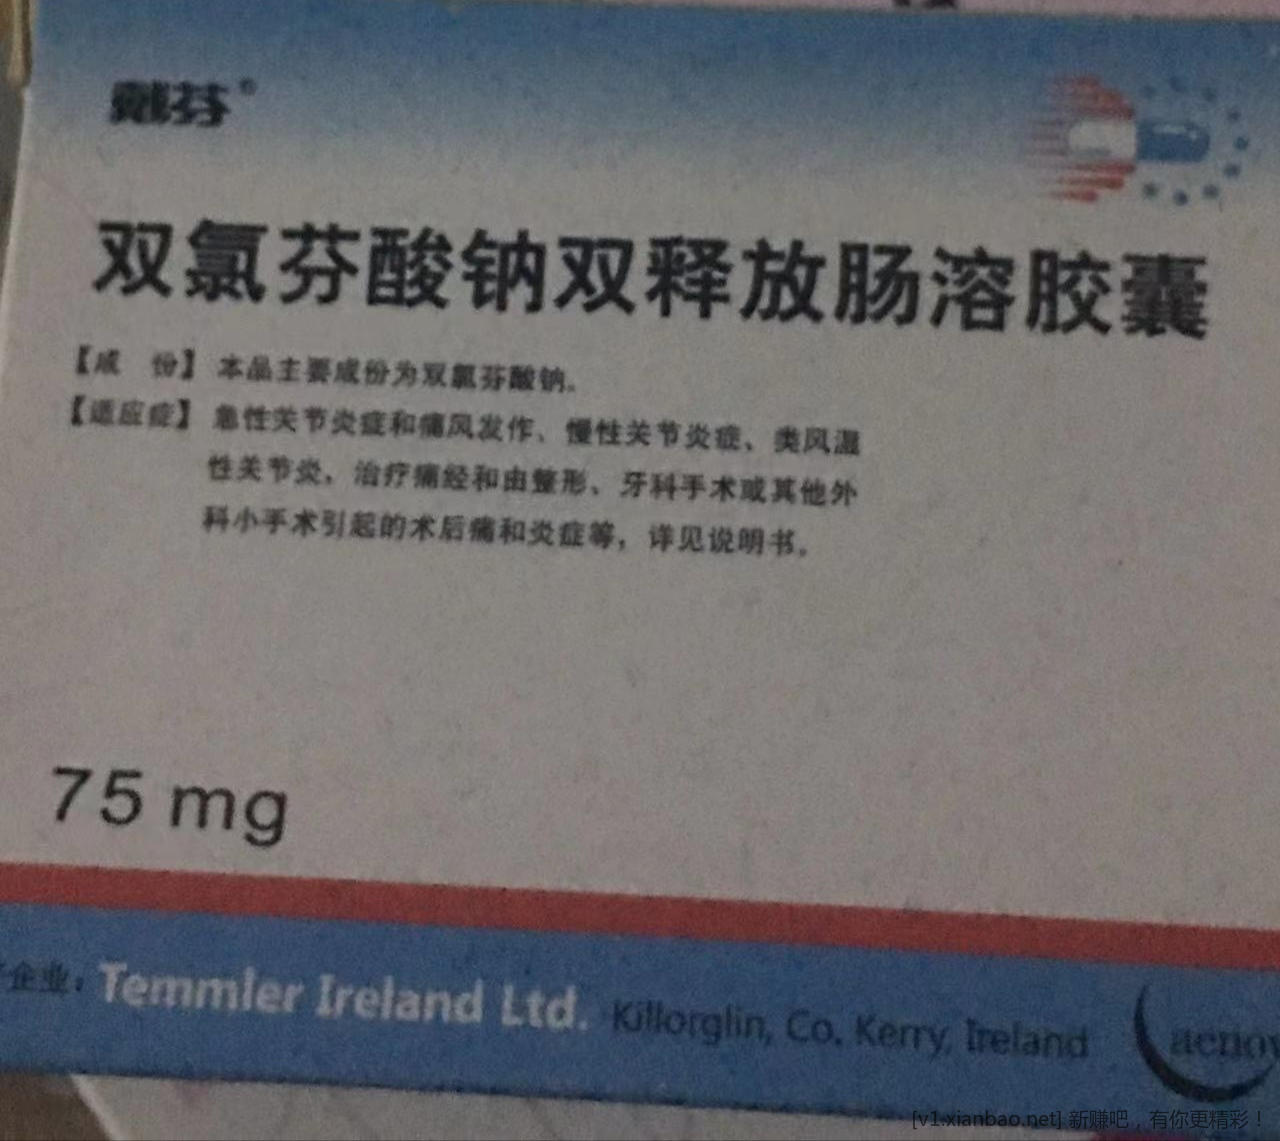 戴芬®
双氯芬酸钠双释放肠溶胶囊
【成 份】 本品主要成份为双氯芬酸钠。
【适应症】 急性关节炎症和痛风发作、慢性关节炎症、类风湿
性关节炎，治疗痛经和由整形、牙科手术或其他外
科小手术引起的术后痛和炎症等，详见说明书。
75 mg
企业：Temmler Ireland Ltd. Killorglin, Co. Kerry, Ireland
[v1.xianbao.net] 新赚吧，有你更精彩！